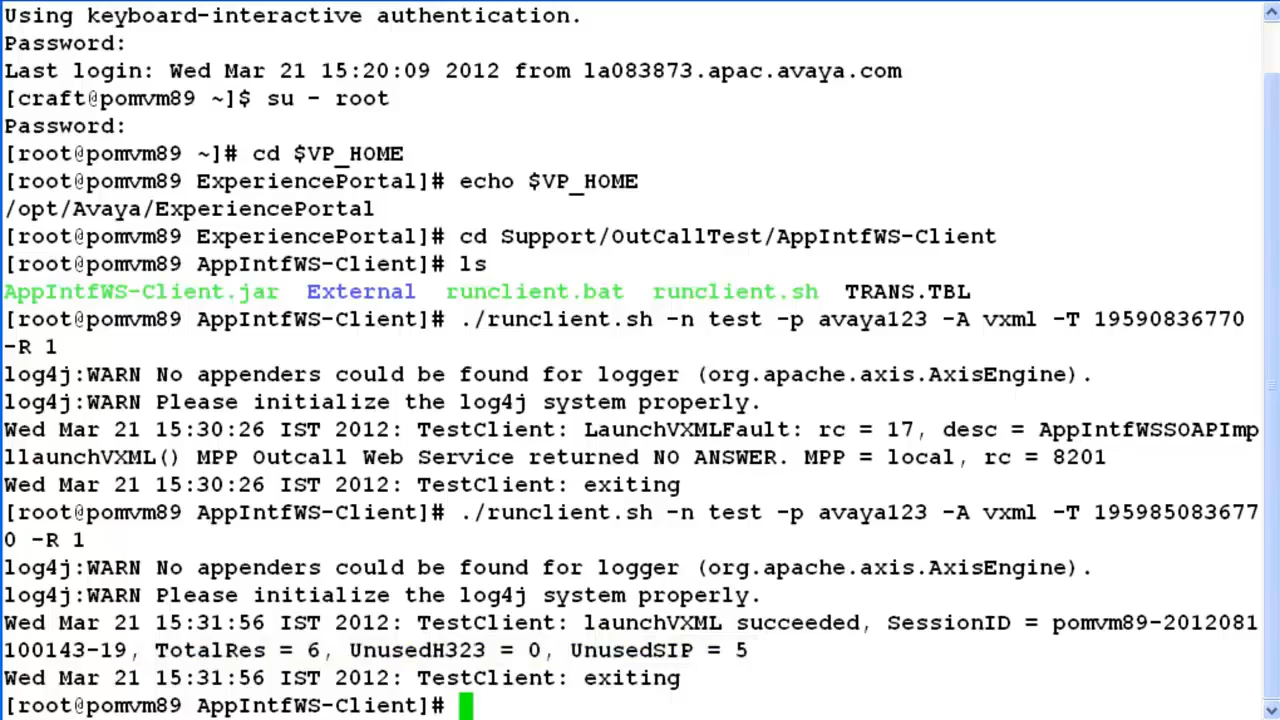 Using keyboard-interactive authentication.
Password:
Last login: Wed Mar 21 15:20:09 2012 from la083873.apac.avaya.com
[craft@pomvm89 ~]$ su - root
Password:
[root@pomvm89 ~]# cd $VP_HOME
[root@pomvm89 ExperiencePortal]# echo $VP_HOME
/opt/Avaya/ExperiencePortal
[root@pomvm89 ExperiencePortal]# cd Support/OutCallTest/AppIntfWS-Client
[root@pomvm89 AppIntfWS-Client]# ls
AppIntfWS-Client.jar  External  runclient.bat  runclient.sh  TRANS.TBL
[root@pomvm89 AppIntfWS-Client]# ./runclient.sh -n test -p avaya123 -A vxml -T 19590836770
-R 1
log4j:WARN No appenders could be found for logger (org.apache.axis.AxisEngine).
log4j:WARN Please initialize the log4j system properly.
Wed Mar 21 15:30:26 IST 2012: TestClient: LaunchVXMLFault: rc = 17, desc = AppIntfWSSOAPImp
llaunchVXML() MPP Outcall Web Service returned NO ANSWER. MPP = local, rc = 8201
Wed Mar 21 15:30:26 IST 2012: TestClient: exiting
[root@pomvm89 AppIntfWS-Client]# ./runclient.sh -n test -p avaya123 -A vxml -T 195985083677
0 -R 1
log4j:WARN No appenders could be found for logger (org.apache.axis.AxisEngine).
log4j:WARN Please initialize the log4j system properly.
Wed Mar 21 15:31:56 IST 2012: TestClient: launchVXML succeeded, SessionID = pomvm89-2012081
100143-19, TotalRes = 6, UnusedH323 = 0, UnusedSIP = 5
Wed Mar 21 15:31:56 IST 2012: TestClient: exiting
[root@pomvm89 AppIntfWS-Client]#